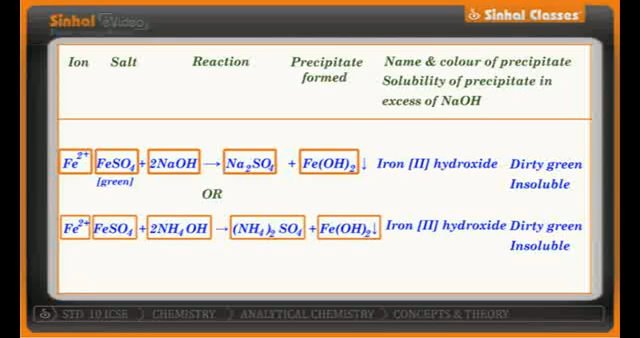 Sinhal eVideo
Sinhal Classes
Ion Salt Reaction Precipitate formed Name & colour of precipitate
Solubility of precipitate in
excess of NaOH
Fe²⁺ FeSO₄ + 2NaOH → Na₂SO₄ + Fe(OH)₂ ↓ Iron [II] hydroxide Dirty green
[green] Insoluble
OR
Fe²⁺ FeSO₄ + 2NH₄OH → (NH₄)₂ SO₄ + Fe(OH)₂ ↓ Iron [II] hydroxide Dirty green
Insoluble
STD 10 ICSE CHEMISTRY ANALYTICAL CHEMISTRY CONCEPTS & THEORY